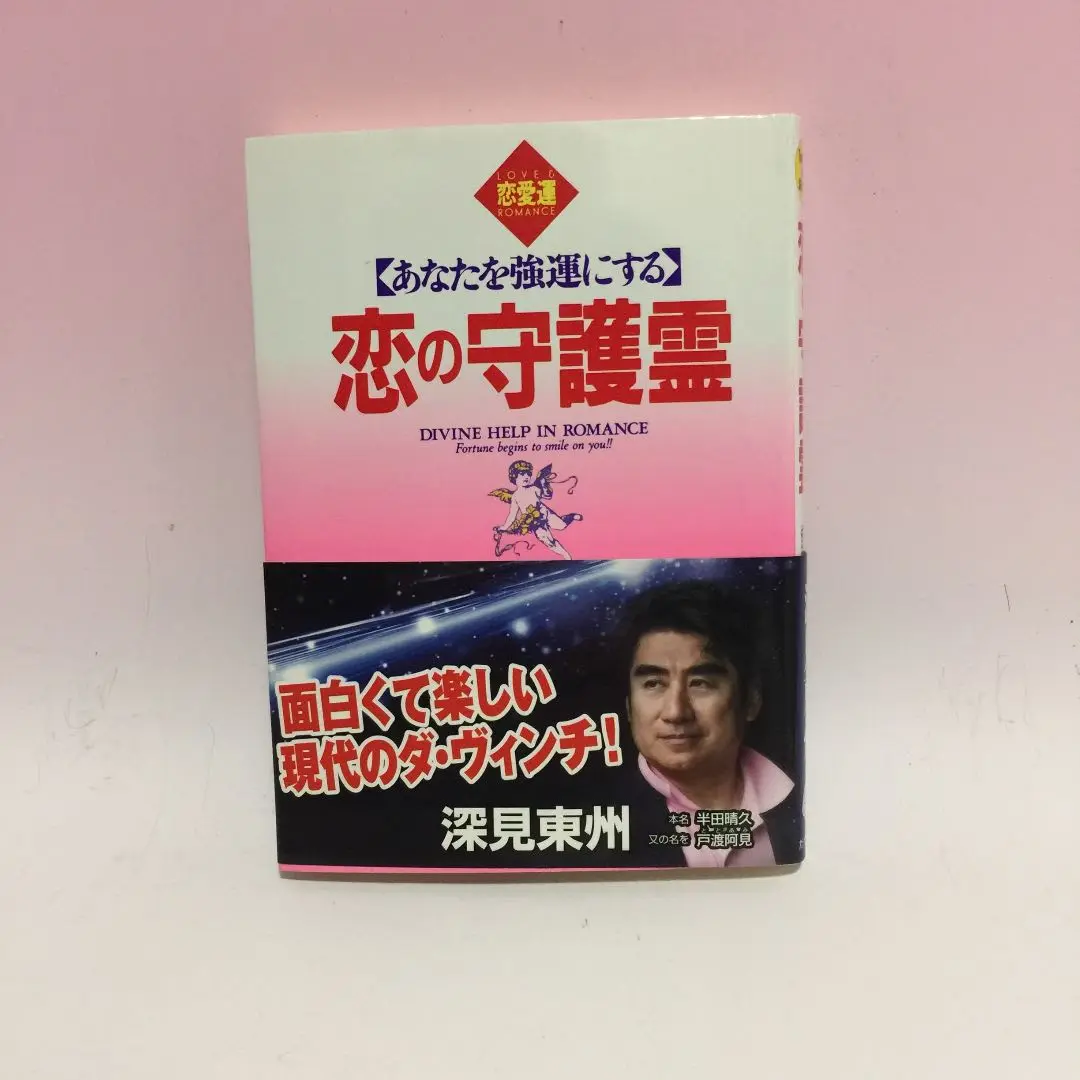 LOVE &
恋愛運
ROMANCE
【あなたを強運にする】
恋の守護霊
DIVINE HELP IN ROMANCE
Fortune begins to smile on you!!
面白くて楽しい
現代のダ・ヴィンチ!
深見東州
本名 半田晴久
又の名を 戸渡阿見